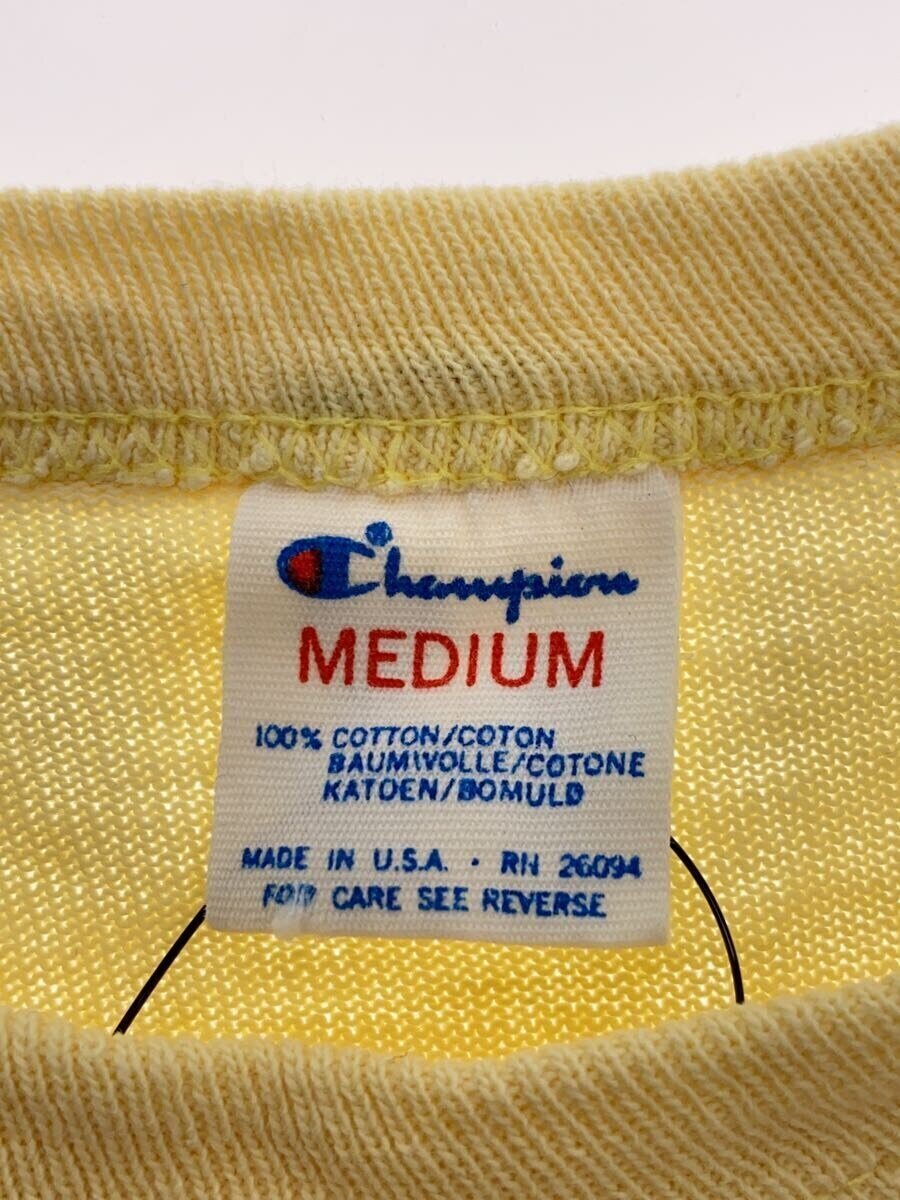 Champion
MEDIUM
100% COTTON/COTON
BAUMWOLLE/COTONE
KATOEN/BOMULD
MADE IN U.S.A. · RN 26094
FOR CARE SEE REVERSE